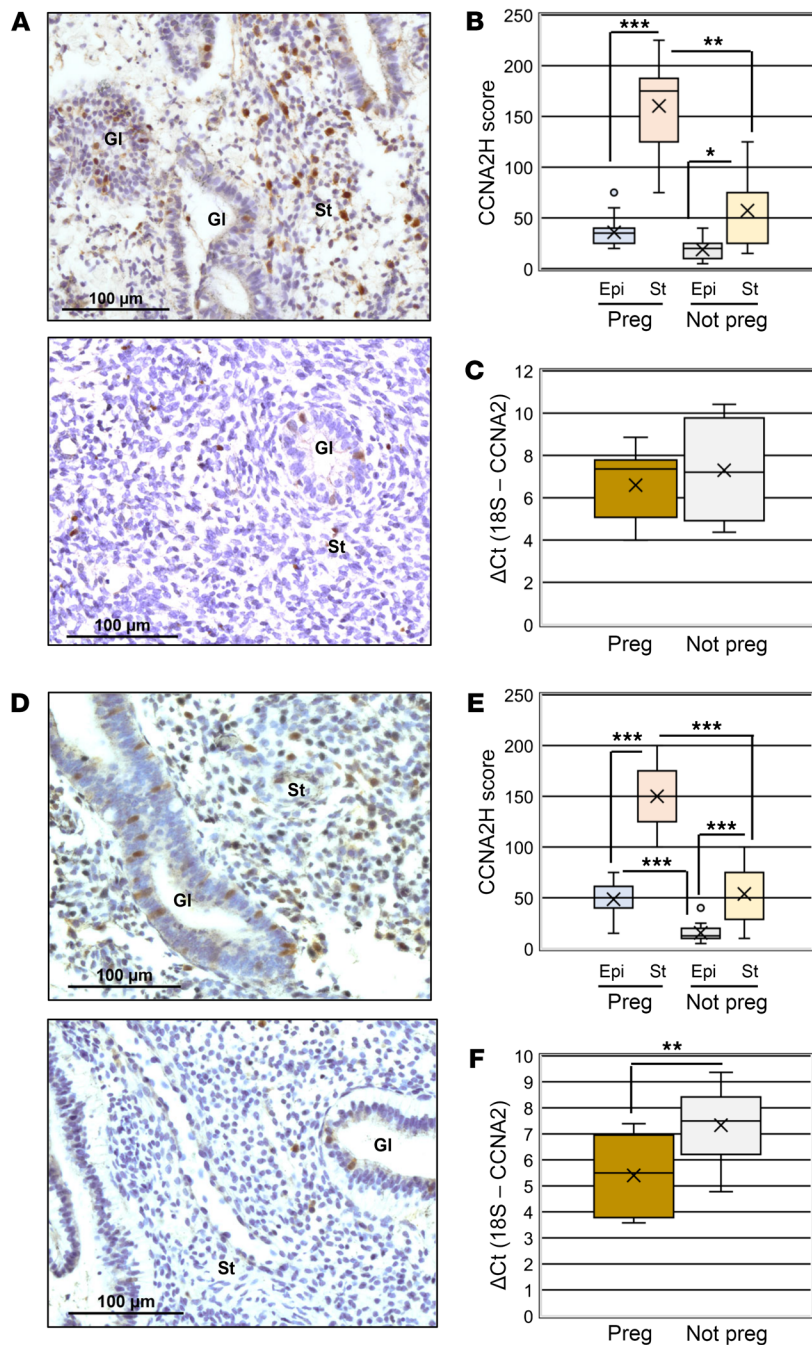 A
Gl
Gl
St
100 µm
Gl
St
100 µm
B
CCNA2H score
250
200
150
100
50
0
***
**
*
Epi St Epi St
Preg Not preg
C
ΔCt (18S – CCNA2)
12
10
8
6
4
2
0
Preg Not preg
D
St
Gl
100 µm
Gl
St
100 µm
E
CCNA2H score
250
200
150
100
50
0
*** ***
***
***
Epi St Epi St
Preg Not preg
F
ΔCt (18S – CCNA2)
10
9
8
7
6
5
4
3
2
1
0
**
Preg Not preg